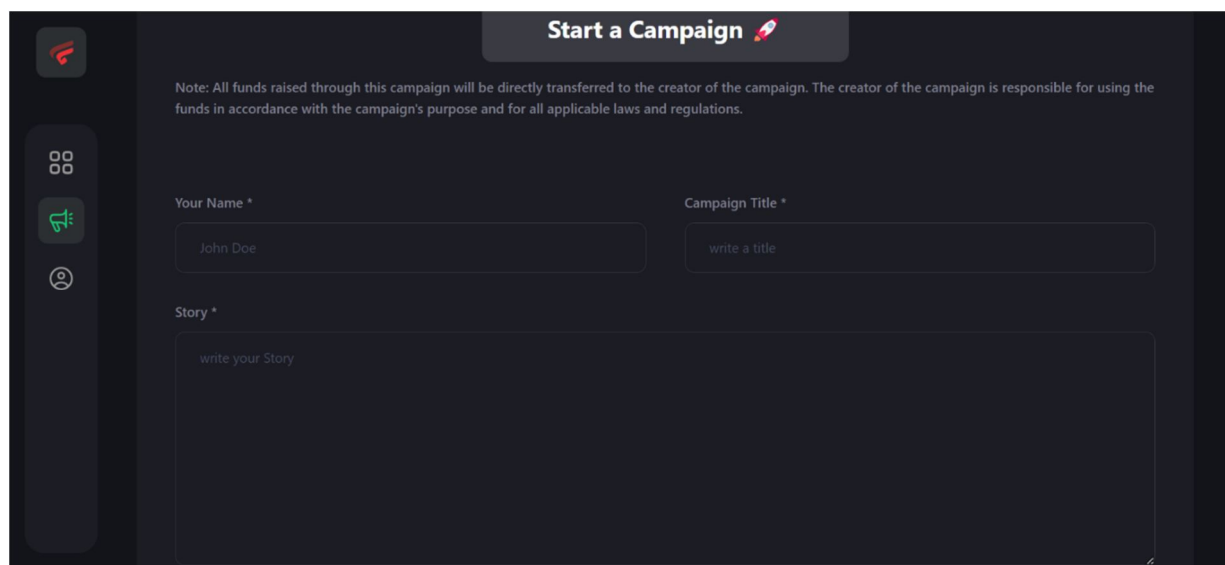 Start a Campaign 🚀
Note: All funds raised through this campaign will be directly transferred to the creator of the campaign. The creator of the campaign is responsible for using the
funds in accordance with the campaign's purpose and for all applicable laws and regulations.
Your Name *
Campaign Title *
John Doe
write a title
Story *
write your Story